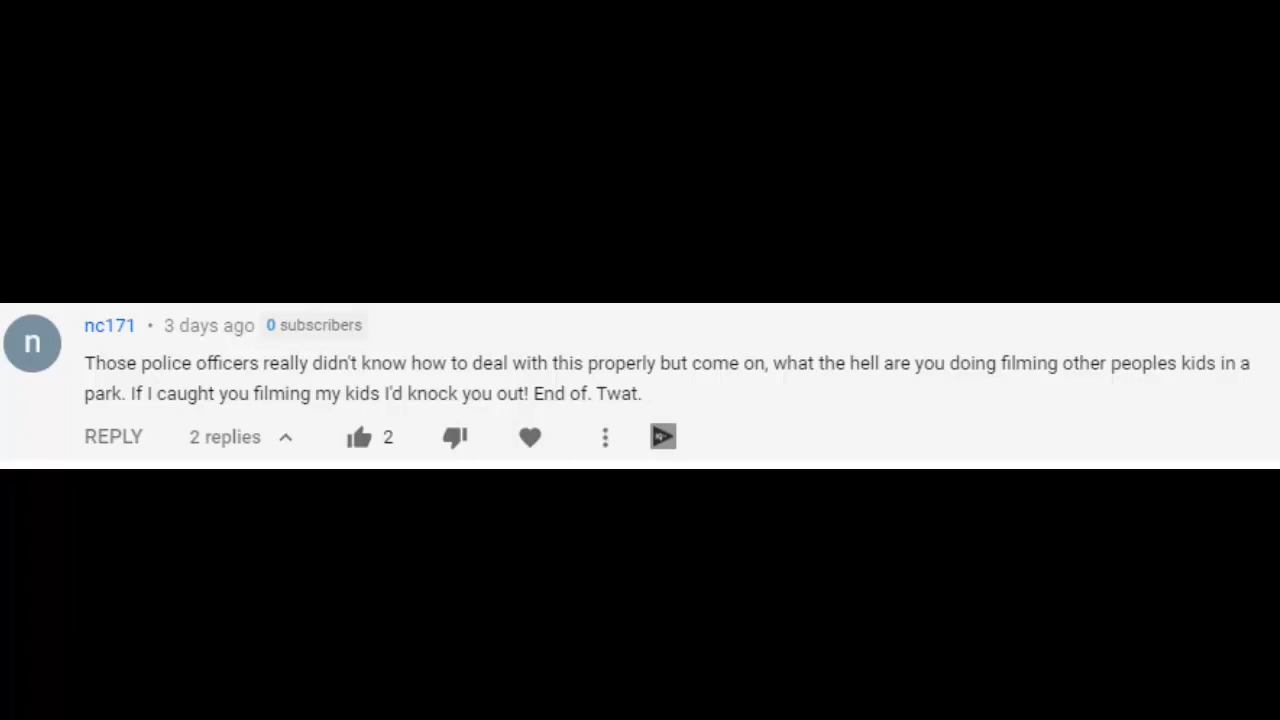 n
nc171 • 3 days ago 0 subscribers
Those police officers really didn't know how to deal with this properly but come on, what the hell are you doing filming other peoples kids in a
park. If I caught you filming my kids I'd knock you out! End of. Twat.
REPLY 2 replies 2